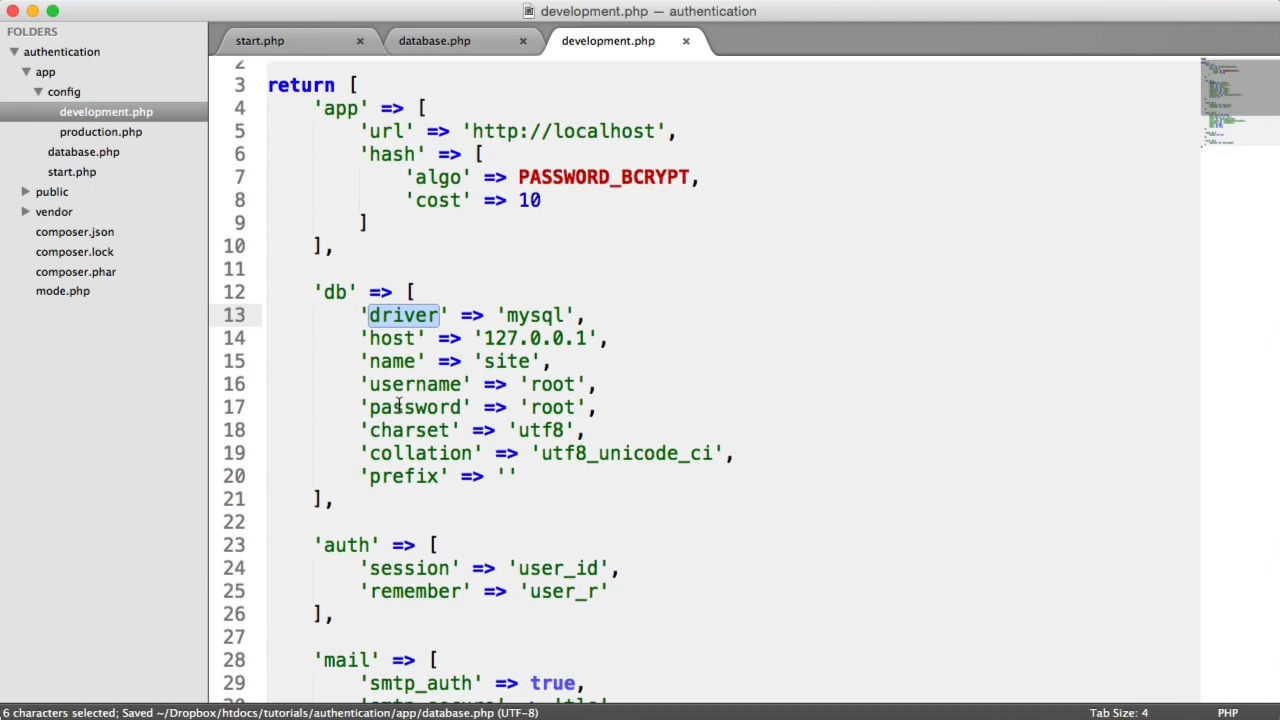 development.php — authentication
FOLDERS
authentication
app
config
development.php
production.php
database.php
start.php
public
vendor
composer.json
composer.lock
composer.phar
mode.php
start.php × database.php × development.php ×
2
3 return [
4 'app' => [
5 'url' => 'http://localhost',
6 'hash' => [
7 'algo' => PASSWORD_BCRYPT,
8 'cost' => 10
9 ]
10 ],
11
12 'db' => [
13 'driver' => 'mysql',
14 'host' => '127.0.0.1',
15 'name' => 'site',
16 'username' => 'root',
17 'password' => 'root',
18 'charset' => 'utf8',
19 'collation' => 'utf8_unicode_ci',
20 'prefix' => ''
21 ],
22
23 'auth' => [
24 'session' => 'user_id',
25 'remember' => 'user_r'
26 ],
27
28 'mail' => [
29 'smtp_auth' => true,
6 characters selected; Saved ~/Dropbox/htdocs/tutorials/authentication/app/database.php (UTF-8)
Tab Size: 4
PHP